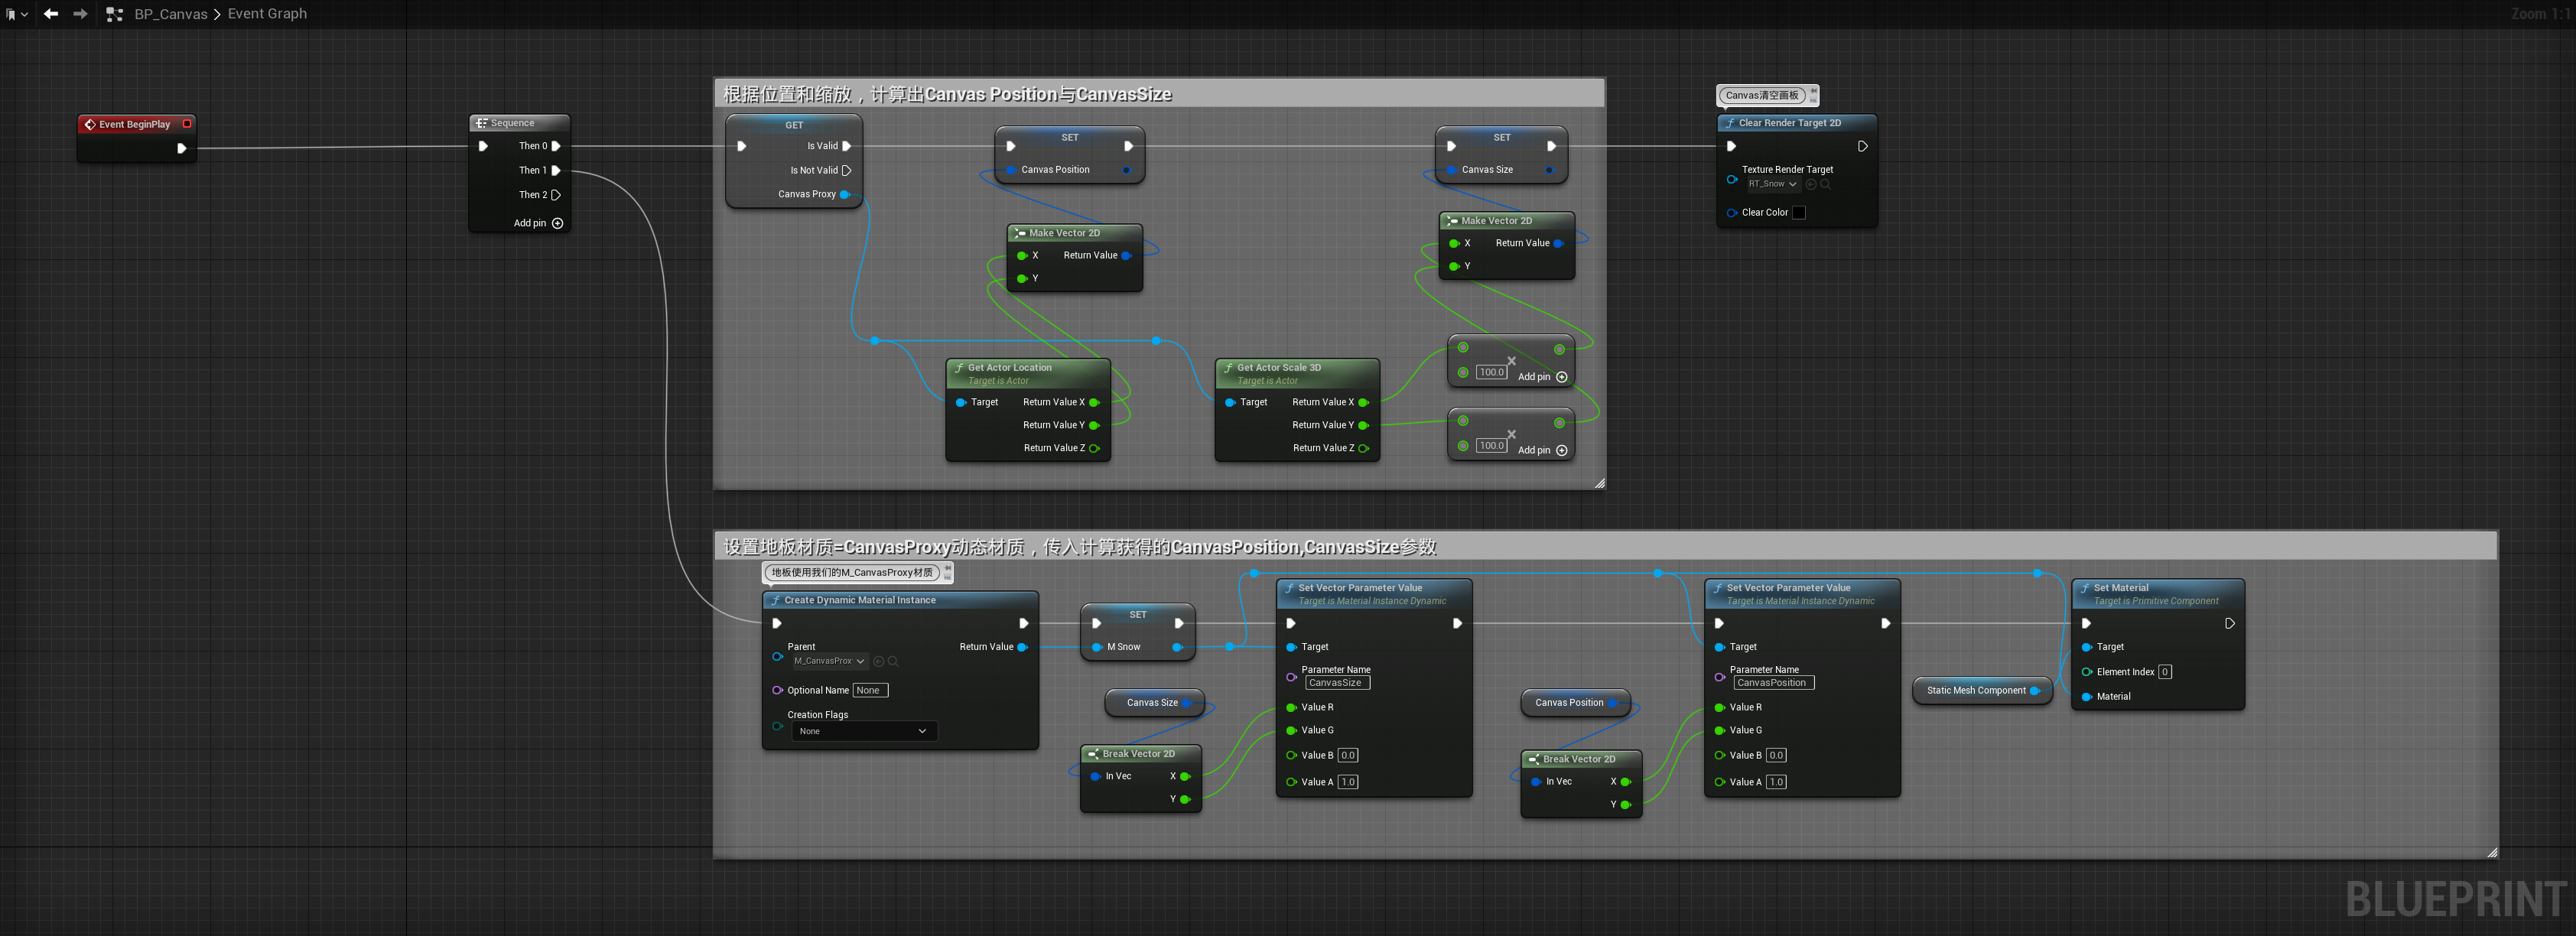 BP_Canvas > Event Graph
Zoom 1:1
Event BeginPlay
Sequence
Then 0
Then 1
Then 2
Add pin
根据位置和缩放，计算出Canvas Position与CanvasSize
GET
Is Valid
Is Not Valid
Canvas Proxy
SET
Canvas Position
Make Vector 2D
X
Return Value
Y
Get Actor Location
Target is Actor
Target
Return Value X
Return Value Y
Return Value Z
Get Actor Scale 3D
Target is Actor
Target
Return Value X
Return Value Y
Return Value Z
SET
Canvas Size
Make Vector 2D
X
Return Value
Y
100.0
Add pin
100.0
Add pin
Canvas清空画板
Clear Render Target 2D
Texture Render Target
RT_Snow
Clear Color
设置地板材质=CanvasProxy动态材质，传入计算获得的CanvasPosition,CanvasSize参数
地板使用我们的M_CanvasProxy材质
Create Dynamic Material Instance
Parent
Return Value
M_CanvasProx
Optional Name None
Creation Flags
None
SET
M Snow
Canvas Size
Break Vector 2D
In Vec
X
Y
Set Vector Parameter Value
Target is Material Instance Dynamic
Target
Parameter Name
CanvasSize
Value R
Value G
Value B 0.0
Value A 1.0
Canvas Position
Break Vector 2D
In Vec
X
Y
Set Vector Parameter Value
Target is Material Instance Dynamic
Target
Parameter Name
CanvasPosition
Value R
Value G
Value B 0.0
Value A 1.0
Static Mesh Component
Set Material
Target is Primitive Component
Target
Element Index 0
Material
BLUEPRINT